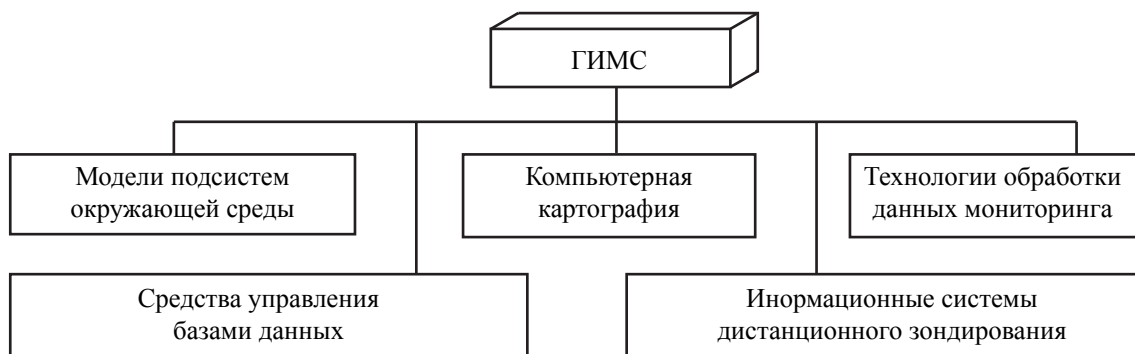 ГИМС
Модели подсистем
окружающей среды
Компьютерная
картография
Технологии обработки
данных мониторинга
Средства управления
базами данных
Инормационные системы
дистанционного зондирования